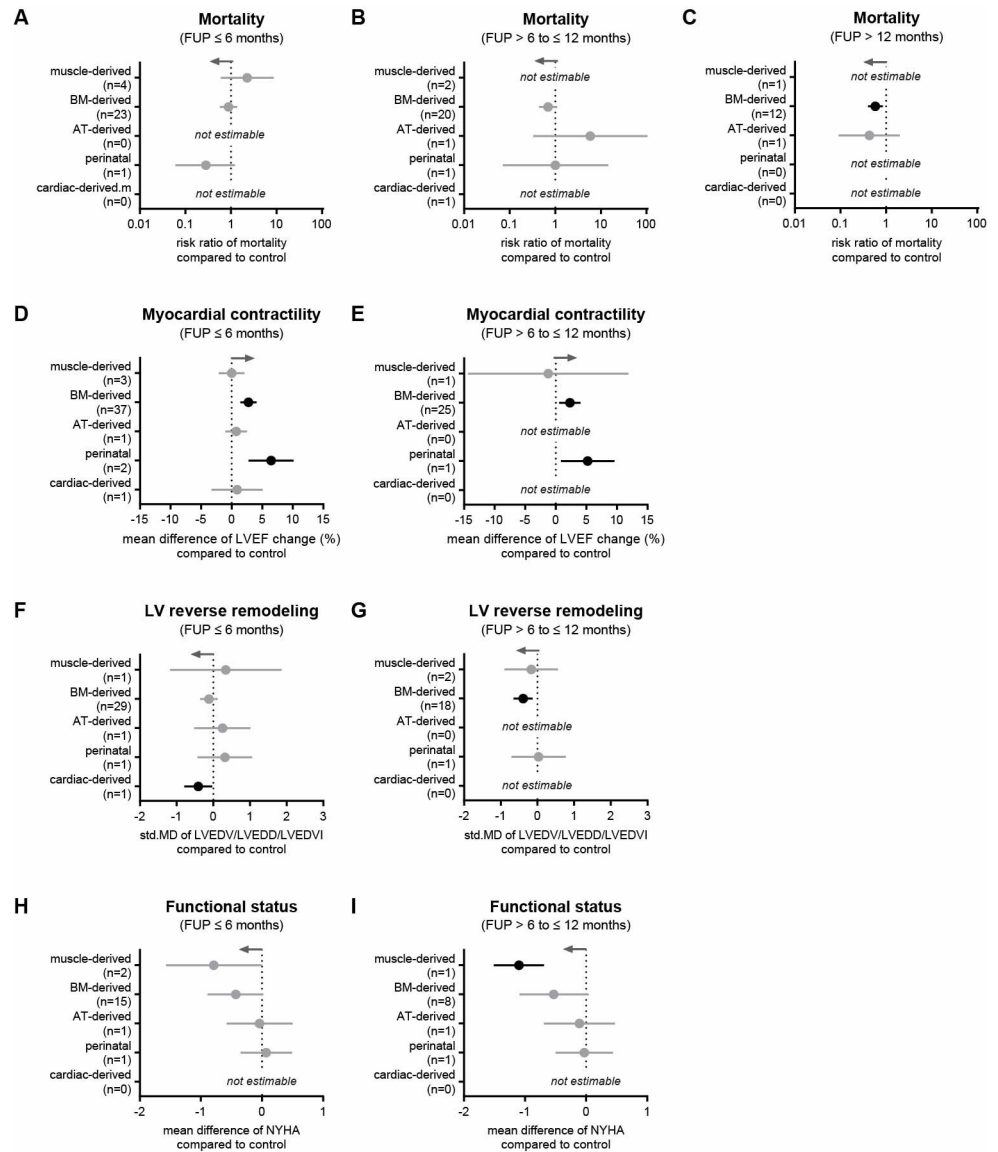 A
Mortality
(FUP ≤ 6 months)
muscle-derived
(n=4)
BM-derived
(n=23)
AT-derived
(n=0)
not estimable
perinatal
(n=1)
cardiac-derived.m
(n=0)
not estimable
0.01 0.1 1 10 100
risk ratio of mortality
compared to control
B
Mortality
(FUP > 6 to ≤ 12 months)
muscle-derived
(n=2)
not estimable
BM-derived
(n=20)
AT-derived
(n=1)
perinatal
(n=1)
cardiac-derived
(n=1)
not estimable
0.01 0.1 1 10 100
risk ratio of mortality
compared to control
C
Mortality
(FUP > 12 months)
muscle-derived
(n=1)
not estimable
BM-derived
(n=12)
AT-derived
(n=1)
perinatal
(n=0)
not estimable
cardiac-derived
(n=0)
not estimable
0.01 0.1 1 10 100
risk ratio of mortality
compared to control
D
Myocardial contractility
(FUP ≤ 6 months)
muscle-derived
(n=3)
BM-derived
(n=37)
AT-derived
(n=1)
perinatal
(n=2)
cardiac-derived
(n=1)
-15 -10 -5 0 5 10 15
mean difference of LVEF change (%)
compared to control
E
Myocardial contractility
(FUP > 6 to ≤ 12 months)
muscle-derived
(n=1)
BM-derived
(n=25)
AT-derived
(n=0)
not estimable
perinatal
(n=1)
cardiac-derived
(n=0)
not estimable
-15 -10 -5 0 5 10 15
mean difference of LVEF change (%)
compared to control
F
LV reverse remodeling
(FUP ≤ 6 months)
muscle-derived
(n=1)
BM-derived
(n=29)
AT-derived
(n=1)
perinatal
(n=1)
cardiac-derived
(n=1)
-2 -1 0 1 2 3
std.MD of LVEDV/LVEDD/LVEDVI
compared to control
G
LV reverse remodeling
(FUP > 6 to ≤ 12 months)
muscle-derived
(n=2)
BM-derived
(n=18)
AT-derived
(n=0)
not estimable
perinatal
(n=1)
cardiac-derived
(n=0)
not estimable
-2 -1 0 1 2 3
std.MD of LVEDV/LVEDD/LVEDVI
compared to control
H
Functional status
(FUP ≤ 6 months)
muscle-derived
(n=2)
BM-derived
(n=15)
AT-derived
(n=1)
perinatal
(n=1)
cardiac-derived
(n=0)
not estimable
-2 -1 0 1
mean difference of NYHA
compared to control
I
Functional status
(FUP > 6 to ≤ 12 months)
muscle-derived
(n=1)
BM-derived
(n=8)
AT-derived
(n=1)
perinatal
(n=1)
cardiac-derived
(n=0)
not estimable
-2 -1 0 1
mean difference of NYHA
compared to control